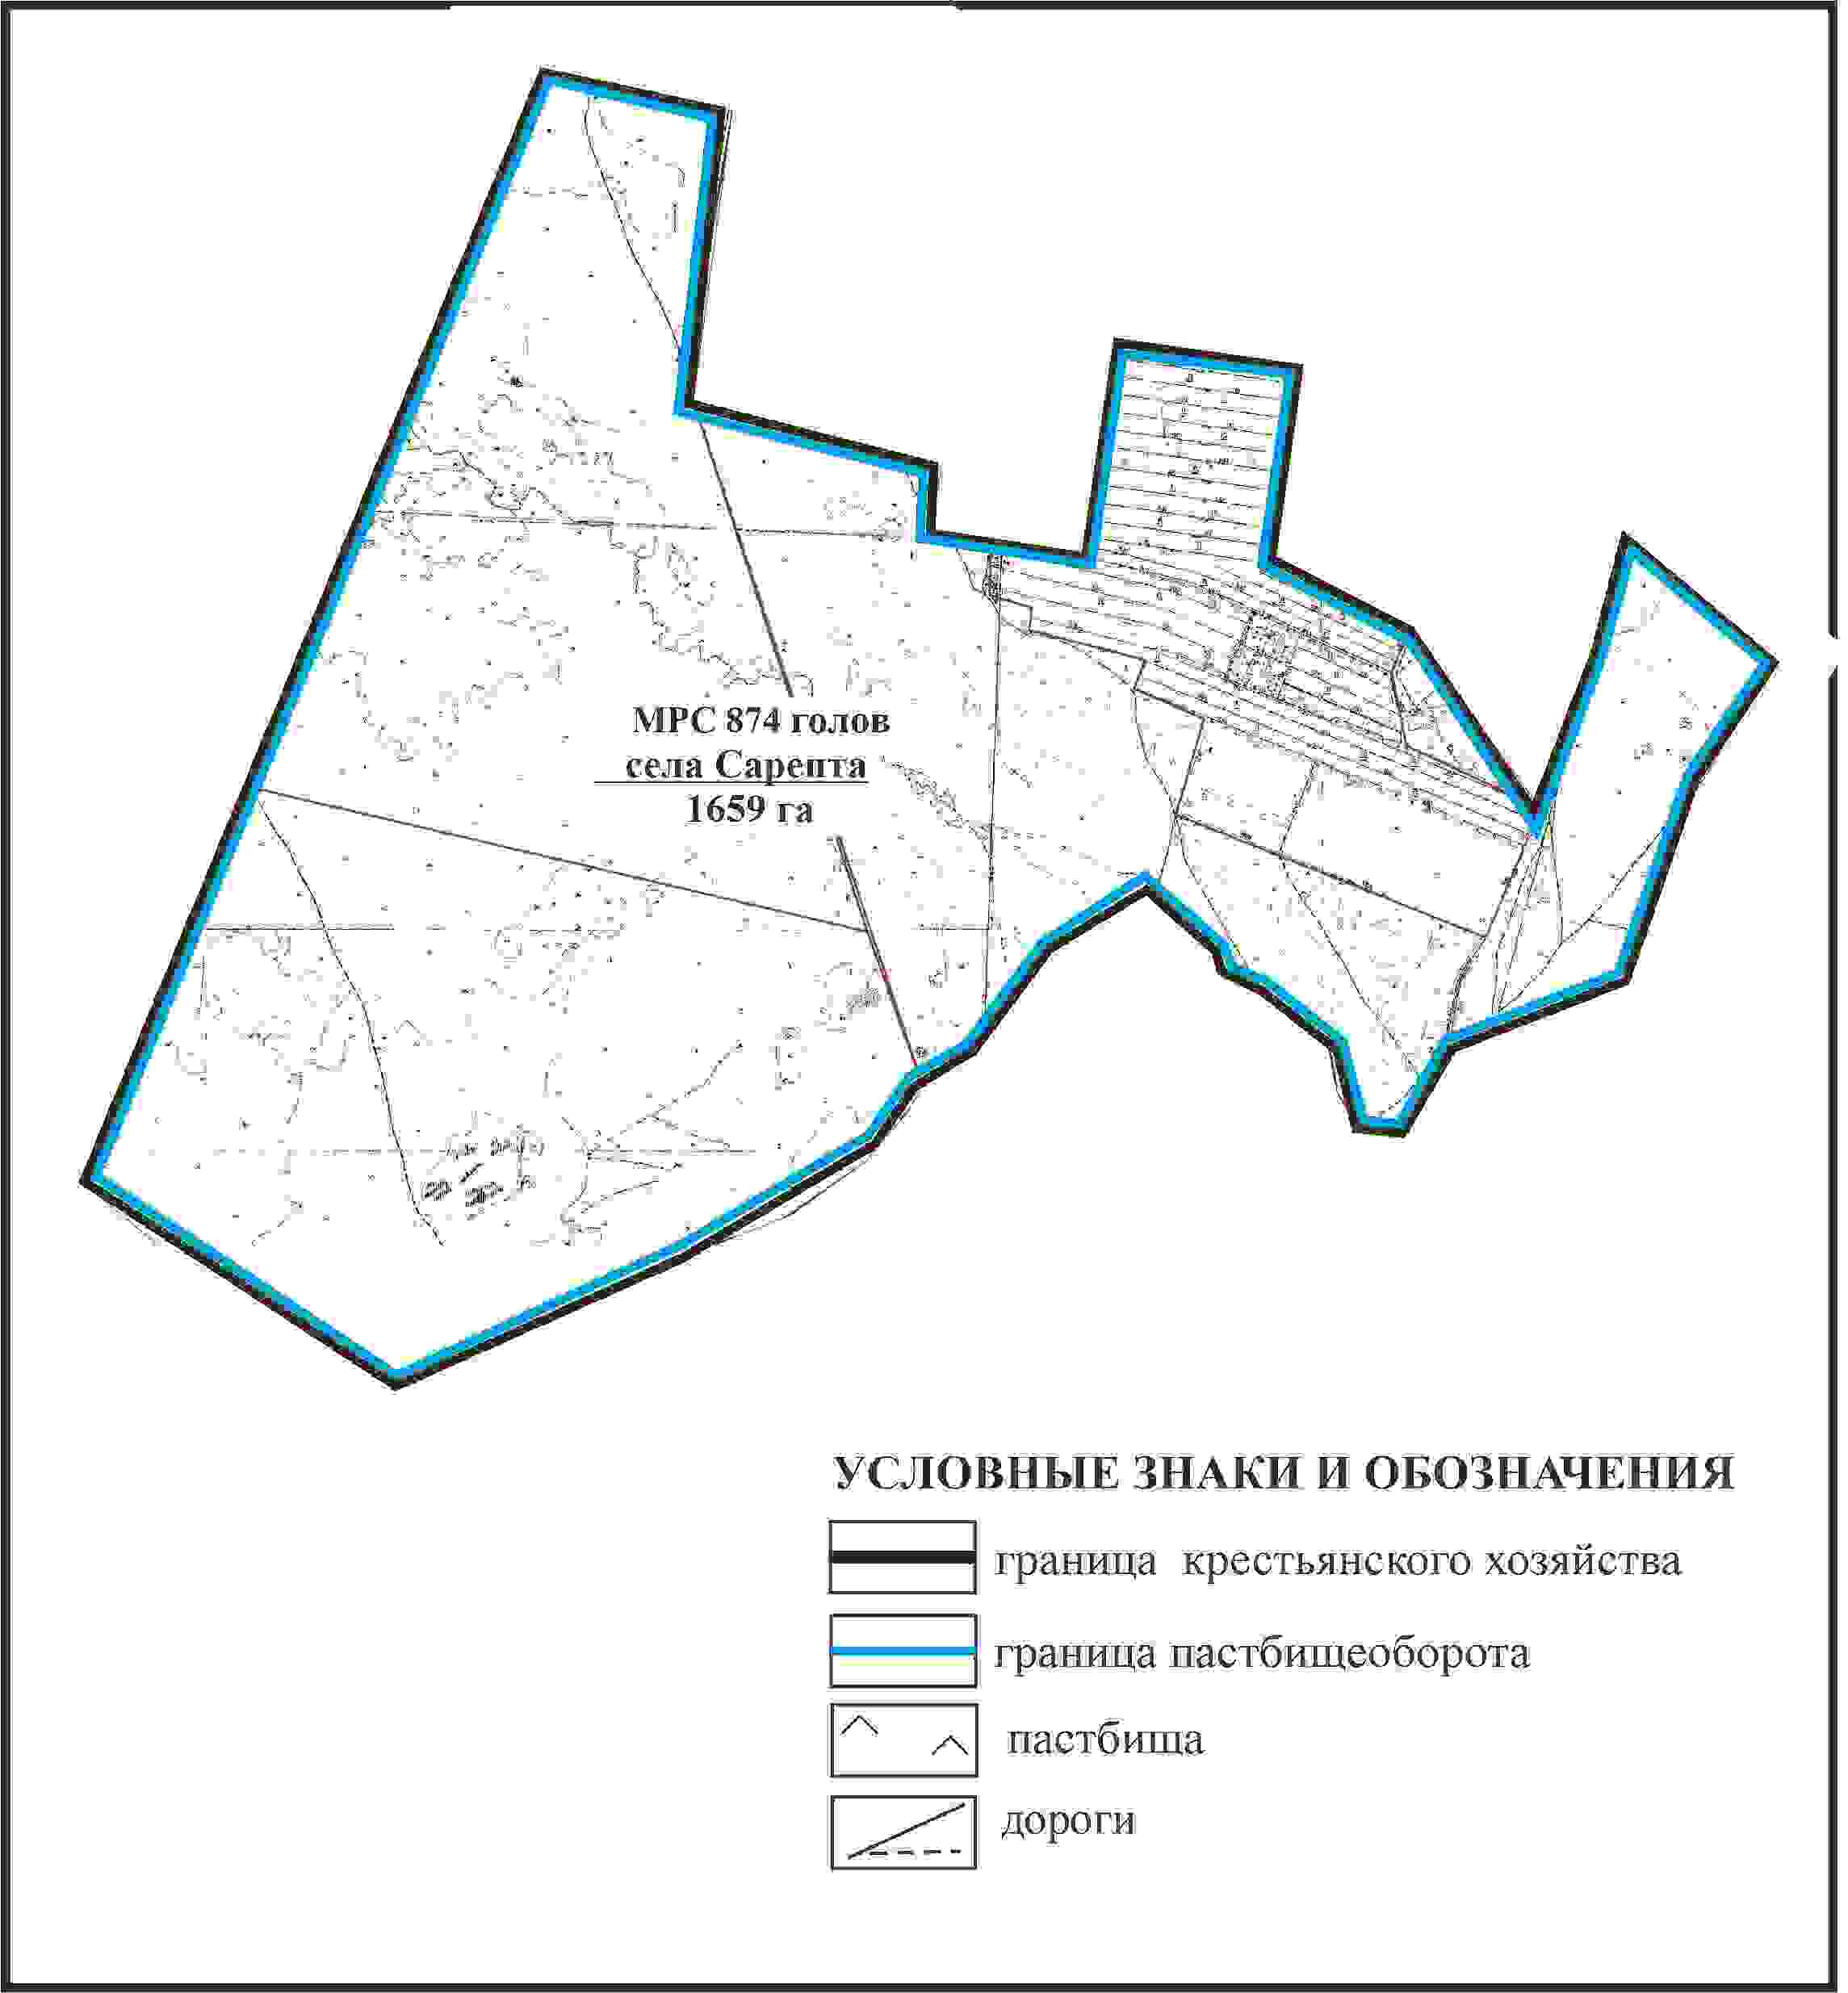 МРС 874 голов
села Сарепта
1659 га
УСЛОВНЫЕ ЗНАКИ И ОБОЗНАЧЕНИЯ
граница крестьянского хозяйства
граница пастбищеоборота
пастбища
дороги